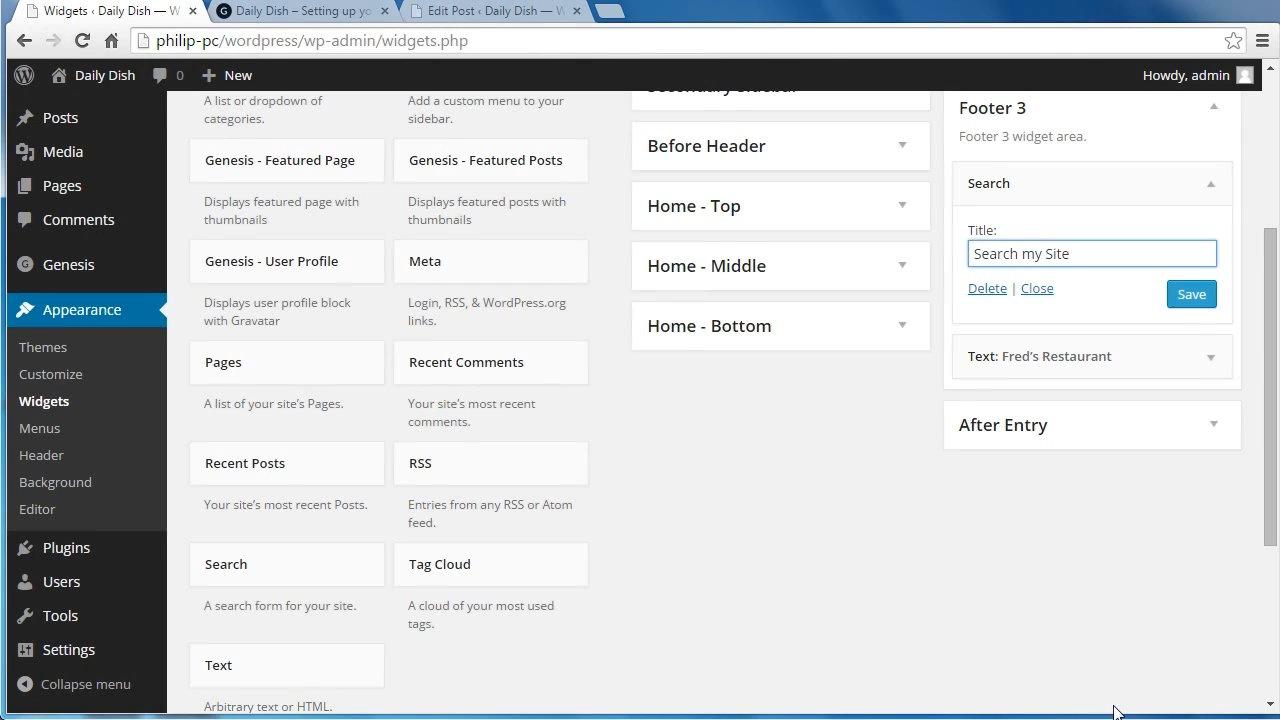 Widgets ‹ Daily Dish — W
Daily Dish – Setting up yo
Edit Post ‹ Daily Dish — W
philip-pc/wordpress/wp-admin/widgets.php
Daily Dish
0
New
Howdy, admin
Posts
Media
Pages
Comments
Genesis
Appearance
Themes
Customize
Widgets
Menus
Header
Background
Editor
Plugins
Users
Tools
Settings
Collapse menu
A list or dropdown of
categories.
Add a custom menu to your
sidebar.
Genesis - Featured Page
Genesis - Featured Posts
Displays featured page with
thumbnails
Displays featured posts with
thumbnails
Genesis - User Profile
Meta
Displays user profile block
with Gravatar
Login, RSS, & WordPress.org
links.
Pages
Recent Comments
A list of your site's Pages.
Your site's most recent
comments.
Recent Posts
RSS
Your site's most recent Posts.
Entries from any RSS or Atom
feed.
Search
Tag Cloud
A search form for your site.
A cloud of your most used
tags.
Text
Arbitrary text or HTML.
Secondary Sidebar
Before Header
Home - Top
Home - Middle
Home - Bottom
Footer 3
Footer 3 widget area.
Search
Title:
Search my Site
Delete | Close
Save
Text: Fred's Restaurant
After Entry